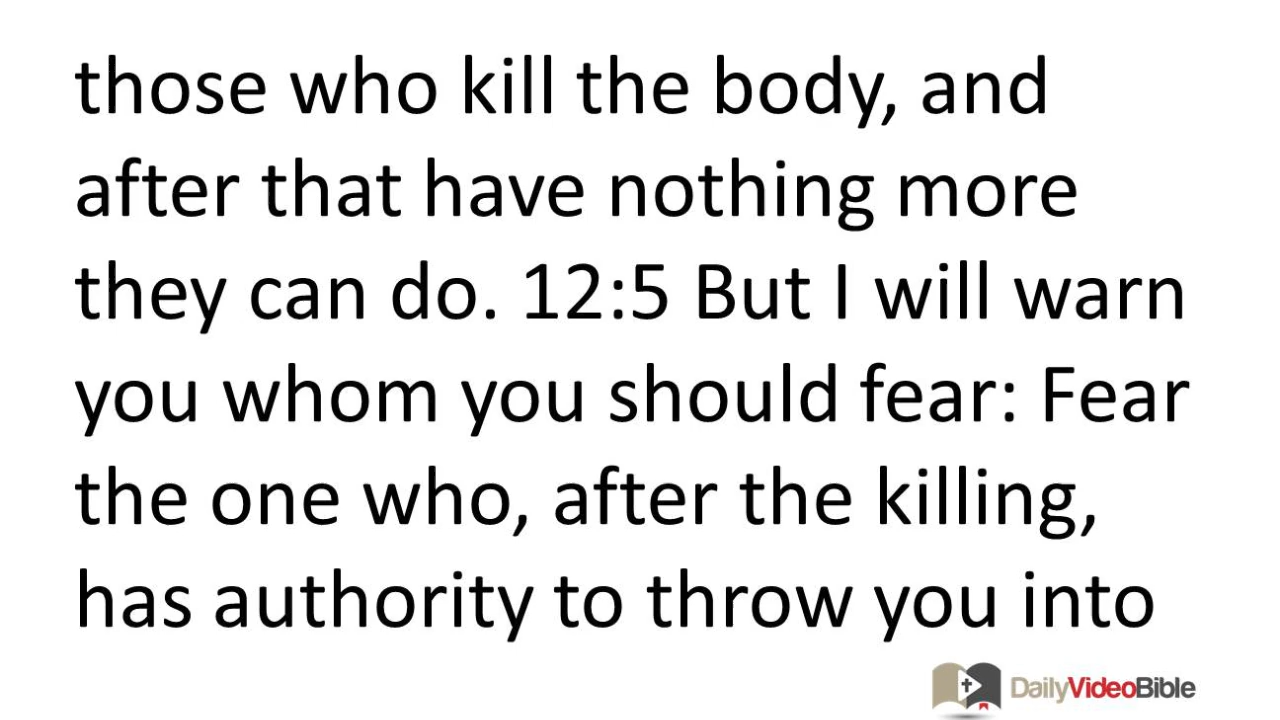 those who kill the body, and
after that have nothing more
they can do. 12:5 But I will warn
you whom you should fear: Fear
the one who, after the killing,
has authority to throw you into
DailyVideoBible